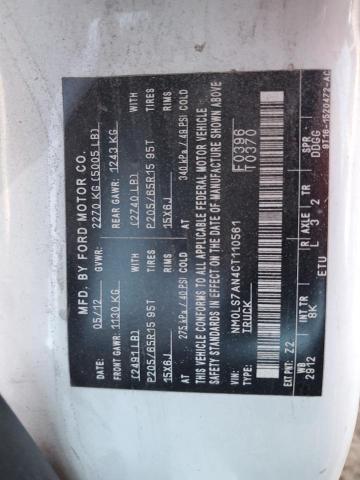 MFD. BY FORD MOTOR CO.
05/12 GVWR: 2270 KG (5005 LB)
FRONT GAWR: 1130 KG REAR GAWR: 1243 KG
(2491 LB) WITH (2740 LB) WITH
P205/65R15 95T TIRES P205/65R15 95T TIRES
15X6J RIMS 15X6J RIMS
AT 275 kPa/40 PSI COLD AT 340 kPa/49 PSI COLD
THIS VEHICLE CONFORMS TO ALL APPLICABLE FEDERAL MOTOR VEHICLE
SAFETY STANDARDS IN EFFECT ON THE DATE OF MANUFACTURE SHOWN ABOVE
VIN: NM0LS7AN4CT110561 F0386
TYPE: TRUCK T0370
EXT PNT: Z2
WB INT TR R AXLE TR SPR
2912 8K L 3 2 DDGG
ETU 9T16-1520472-AC